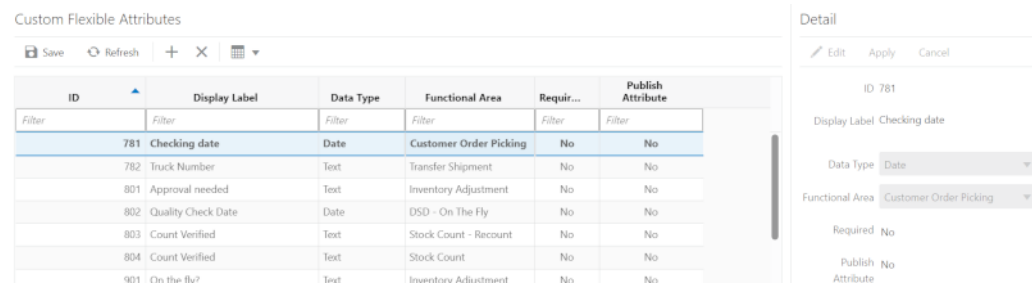 Custom Flexible Attributes
Save Refresh
ID Display Label Data Type Functional Area Requir... Publish Attribute
Filter Filter Filter Filter Filter Filter
781 Checking date Date Customer Order Picking No No
782 Truck Number Text Transfer Shipment No No
801 Approval needed Text Inventory Adjustment No No
802 Quality Check Date Date DSD - On The Fly No No
803 Count Verified Text Stock Count - Recount No No
804 Count Verified Text Stock Count No No
901 On the fly? Text Inventory Adjustment No No
Detail
Edit Apply Cancel
ID 781
Display Label Checking date
Data Type Date
Functional Area Customer Order Picking
Required No
Publish Attribute No